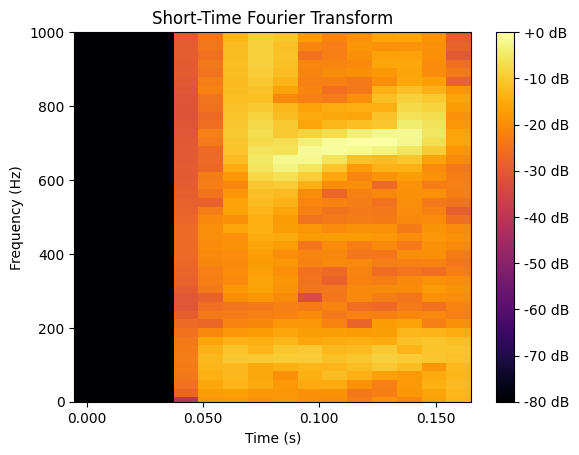 Short-Time Fourier Transform
1000
800
600
400
200
0
Frequency (Hz)
0.000
0.050
0.100
0.150
Time (s)
+0 dB
-10 dB
-20 dB
-30 dB
-40 dB
-50 dB
-60 dB
-70 dB
-80 dB